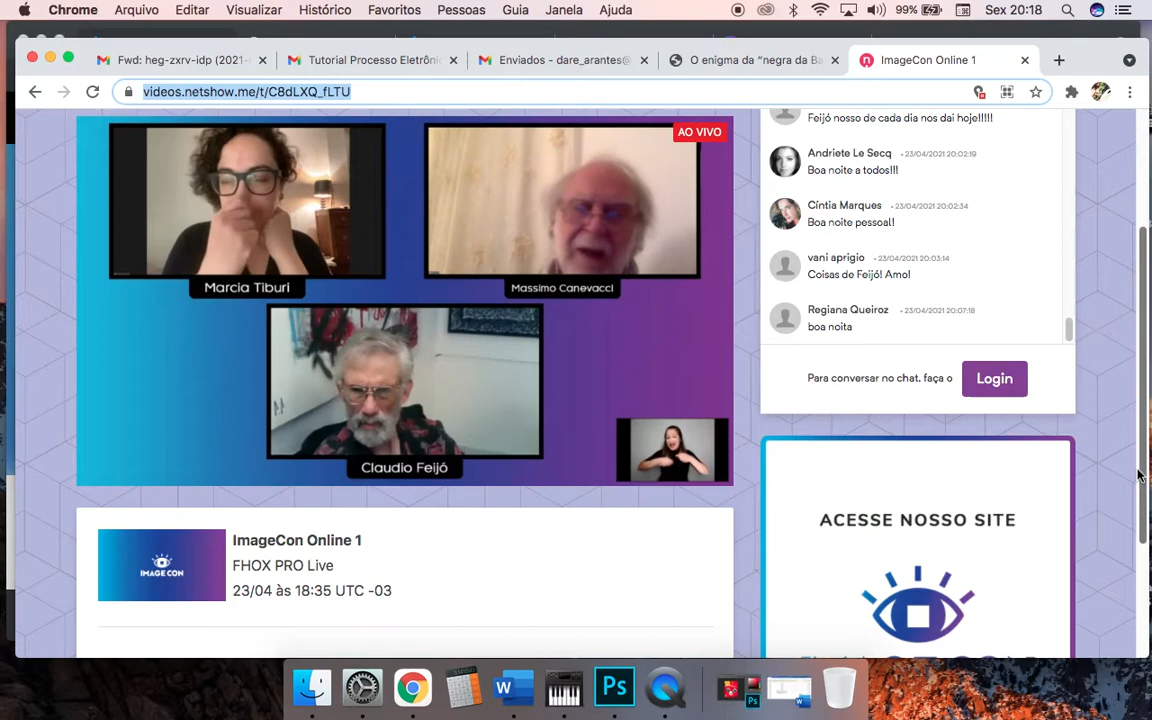 Chrome Arquivo Editar Visualizar Histórico Favoritos Pessoas Guia Janela Ajuda 99% Sex 20:18
Fwd: heg-zxrv-idp (2021-
Tutorial Processo Eletrôni
Enviados - dare_arantes@
O enigma da “negra da Ba
ImageCon Online 1
videos.netshow.me/t/C8dLXQ_fLTU
AO VIVO
Marcia Tiburi
Massimo Canevacci
Claudio Feijó
Feijó nosso de cada dia nos dai hoje!!!!!
Andriete Le Secq • 23/04/2021 20:02:19
Boa noite a todos!!!
Cíntia Marques • 23/04/2021 20:02:34
Boa noite pessoal!
vani aprigio • 23/04/2021 20:03:14
Coisas de Feijó! Amo!
Regiana Queiroz • 23/04/2021 20:07:18
boa noita
Para conversar no chat, faça o Login
ACESSE NOSSO SITE
IMAGE CON
ImageCon Online 1
FHOX PRO Live
23/04 às 18:35 UTC -03
W
Ps